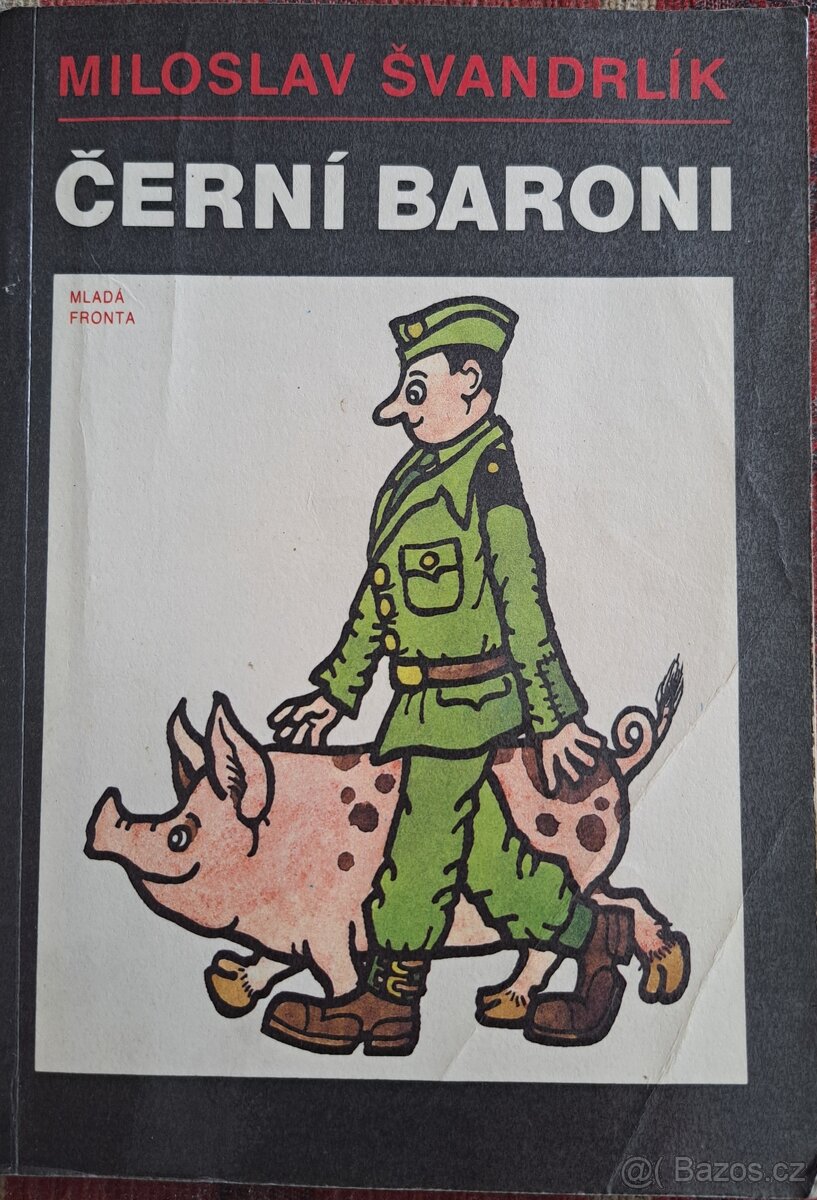 MILOSLAV ŠVANDRLÍK
ČERNÍ BARONI
MLADÁ
FRONTA
@( Bazos.cz